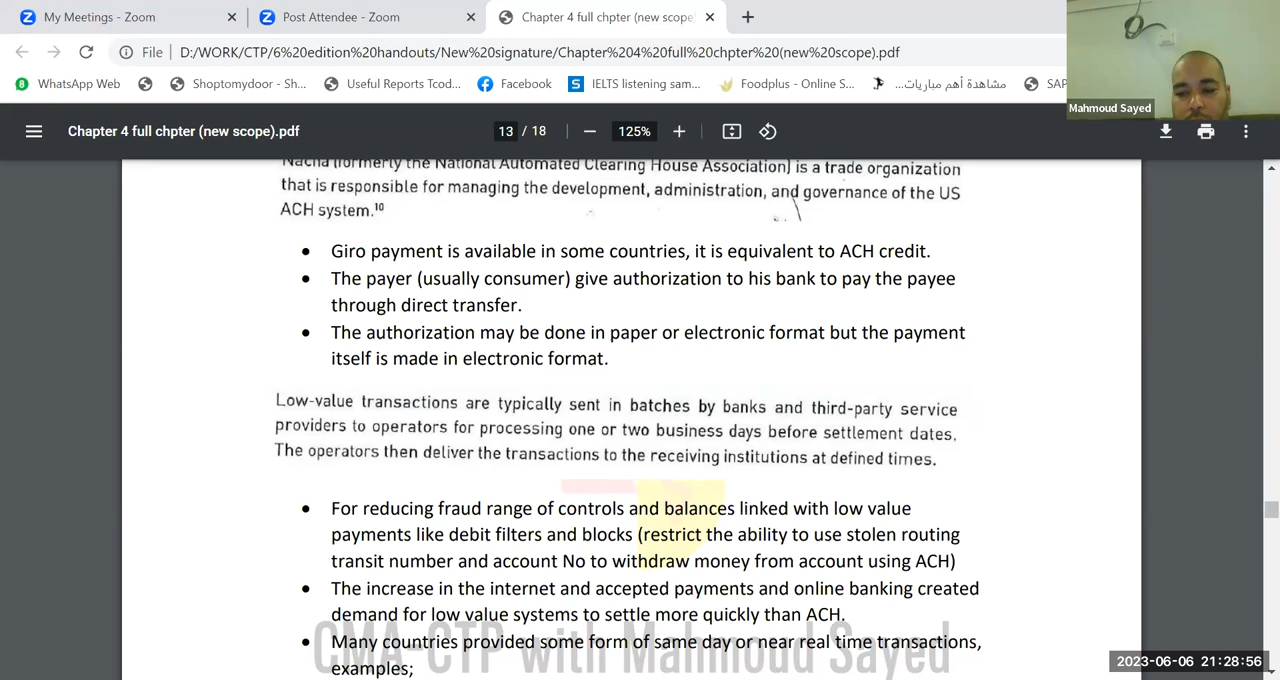 My Meetings - Zoom
Post Attendee - Zoom
Chapter 4 full chpter (new scope)
File
D:/WORK/CTP/6%20edition%20handouts/New%20signature/Chapter%204%20full%20chpter%20(new%20scope).pdf
WhatsApp Web
Shoptomydoor - Sh...
Useful Reports Tcod...
Facebook
IELTS listening sam...
Foodplus - Online S...
مشاهدة أهم مباريات...
SAP
Mahmoud Sayed
Chapter 4 full chpter (new scope).pdf
13 / 18
125%
Nacha (formerly the National Automated Clearing House Association) is a trade organization
that is responsible for managing the development, administration, and governance of the US
ACH system.¹⁰
• Giro payment is available in some countries, it is equivalent to ACH credit.
• The payer (usually consumer) give authorization to his bank to pay the payee
through direct transfer.
• The authorization may be done in paper or electronic format but the payment
itself is made in electronic format.
Low-value transactions are typically sent in batches by banks and third-party service
providers to operators for processing one or two business days before settlement dates.
The operators then deliver the transactions to the receiving institutions at defined times.
• For reducing fraud range of controls and balances linked with low value
payments like debit filters and blocks (restrict the ability to use stolen routing
transit number and account No to withdraw money from account using ACH)
• The increase in the internet and accepted payments and online banking created
demand for low value systems to settle more quickly than ACH.
• Many countries provided some form of same day or near real time transactions,
examples;
CMA-CTP with Mahmoud Sayed
2023-06-06 21:28:56